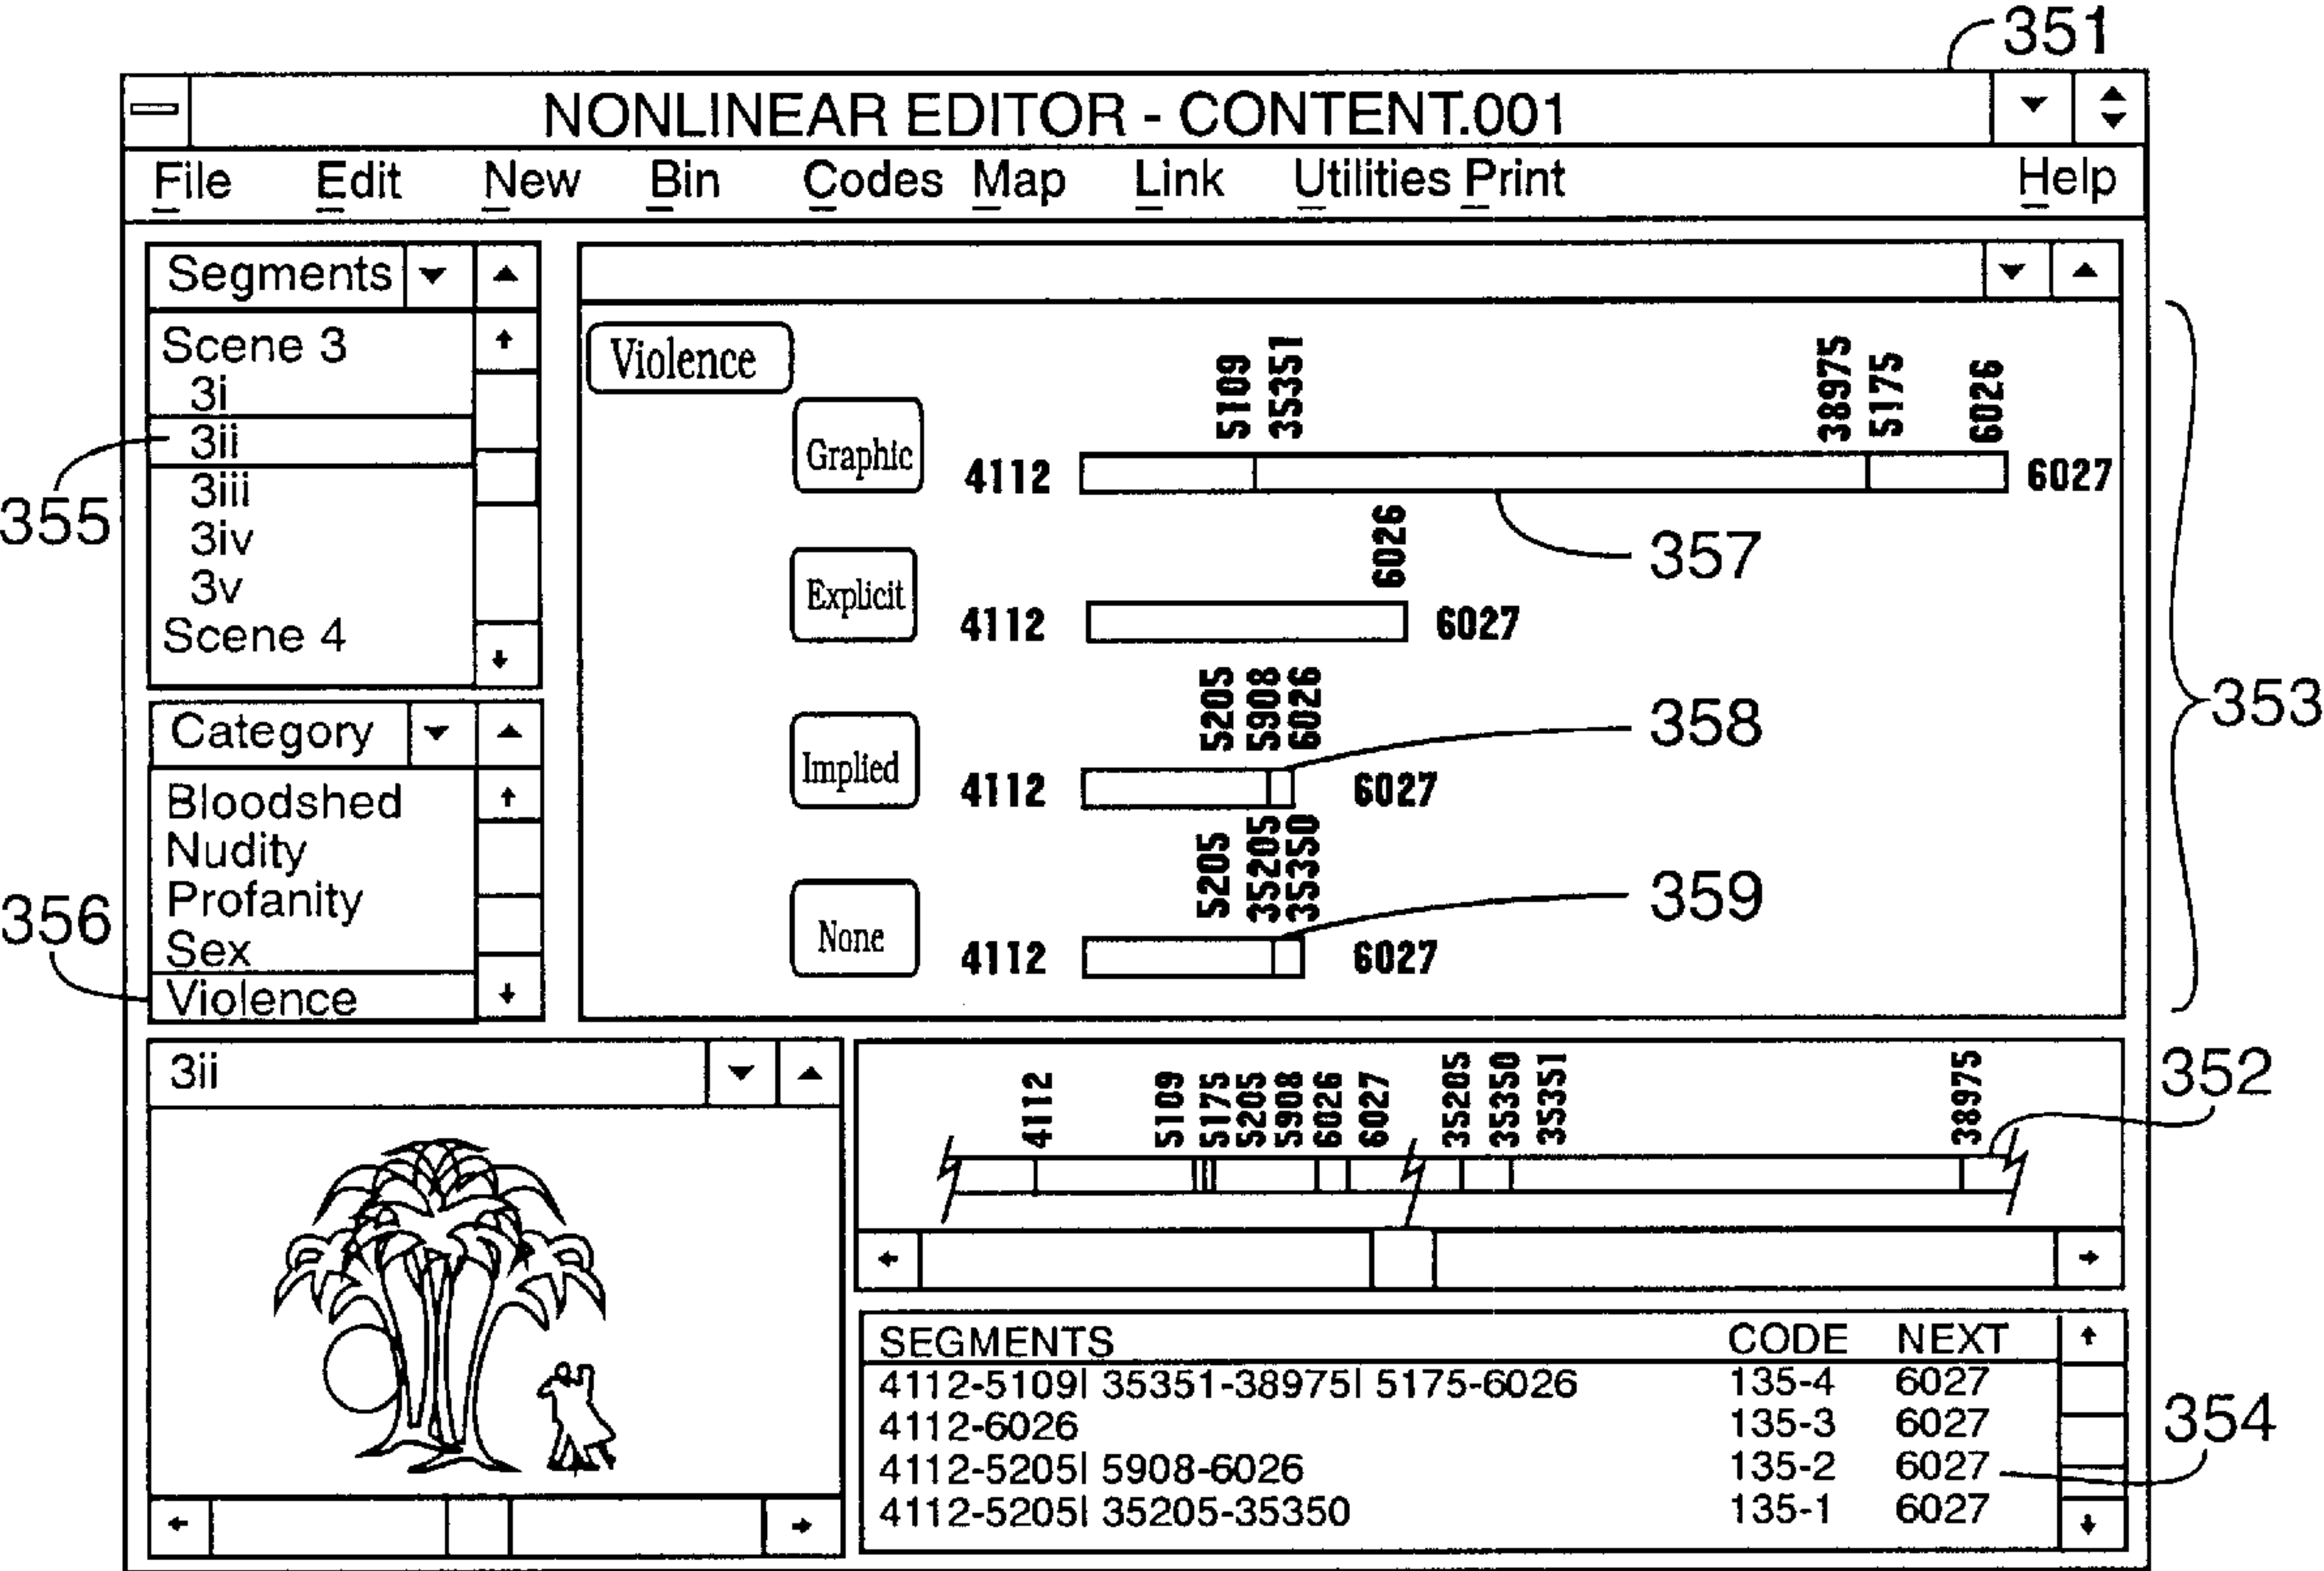 351
NONLINEAR EDITOR - CONTENT.001
File Edit New Bin Codes Map Link Utilities Print Help
Segments
Scene 3
3i
3ii
3iii
3iv
3v
Scene 4
355
Category
Bloodshed
Nudity
Profanity
Sex
Violence
356
Violence
5109 35351 38975 5175 6026
Graphic 4112 6027
357
6026
Explicit 4112 6027
353
5205 5908 6026
358
Implied 4112 6027
5205 35205 35350
359
None 4112 6027
3ii
352
4112 5109 5175 5205 5908 6026 6027 35205 35350 35351 38975
SEGMENTS CODE NEXT
4112-5109| 35351-38975| 5175-6026 135-4 6027
4112-6026 135-3 6027
4112-5205| 5908-6026 135-2 6027
4112-5205| 35205-35350 135-1 6027
354